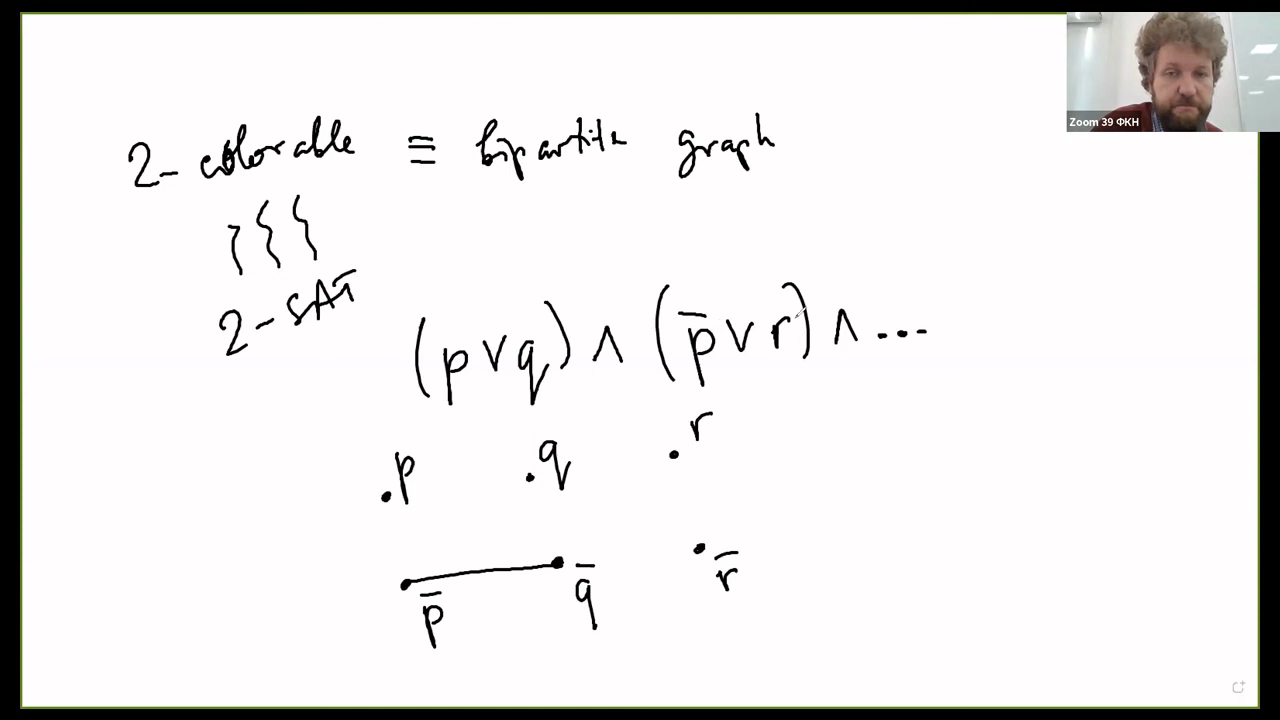 2-colorable ≡ bipartite graph
2-SAT
(p∨q) ∧ (p̄∨r) ∧ ...
p q r
p̄ q̄ r̄
Zoom 39 ФКН